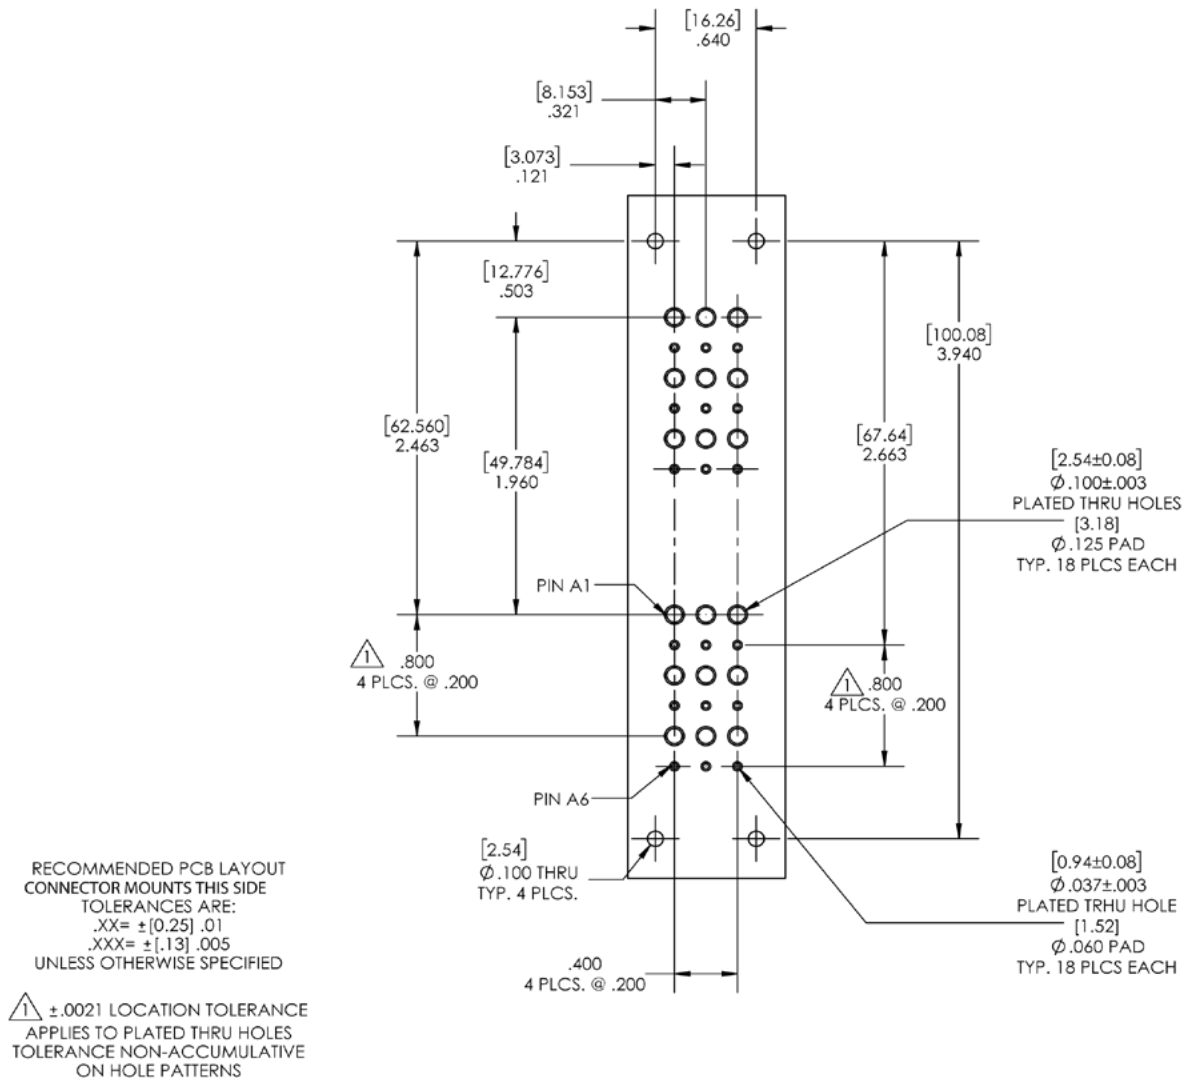 [16.26]
.640
[8.153]
.321
[3.073]
.121
[12.776]
.503
[100.08]
3.940
[62.560]
2.463
[67.64]
2.663
[49.784]
1.960
[2.54±0.08]
Ø.100±.003
PLATED THRU HOLES
[3.18]
Ø.125 PAD
TYP. 18 PLCS EACH
PIN A1
1 .800
4 PLCS. @ .200
1 .800
4 PLCS. @ .200
PIN A6
[2.54]
Ø.100 THRU
TYP. 4 PLCS.
[0.94±0.08]
Ø.037±.003
PLATED TRHU HOLE
[1.52]
Ø.060 PAD
TYP. 18 PLCS EACH
.400
4 PLCS. @ .200
RECOMMENDED PCB LAYOUT
CONNECTOR MOUNTS THIS SIDE
TOLERANCES ARE:
.XX= ±[0.25] .01
.XXX= ±[.13] .005
UNLESS OTHERWISE SPECIFIED
1 ±.0021 LOCATION TOLERANCE
APPLIES TO PLATED THRU HOLES
TOLERANCE NON-ACCUMULATIVE
ON HOLE PATTERNS